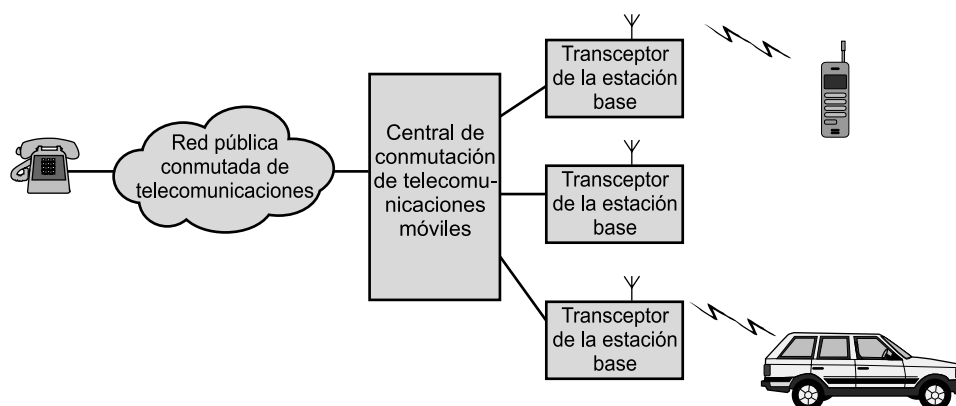 Red pública
conmutada de
telecomunicaciones
Central de
conmutación
de telecomu-
nicaciones
móviles
Transceptor
de la estación
base
Transceptor
de la estación
base
Transceptor
de la estación
base